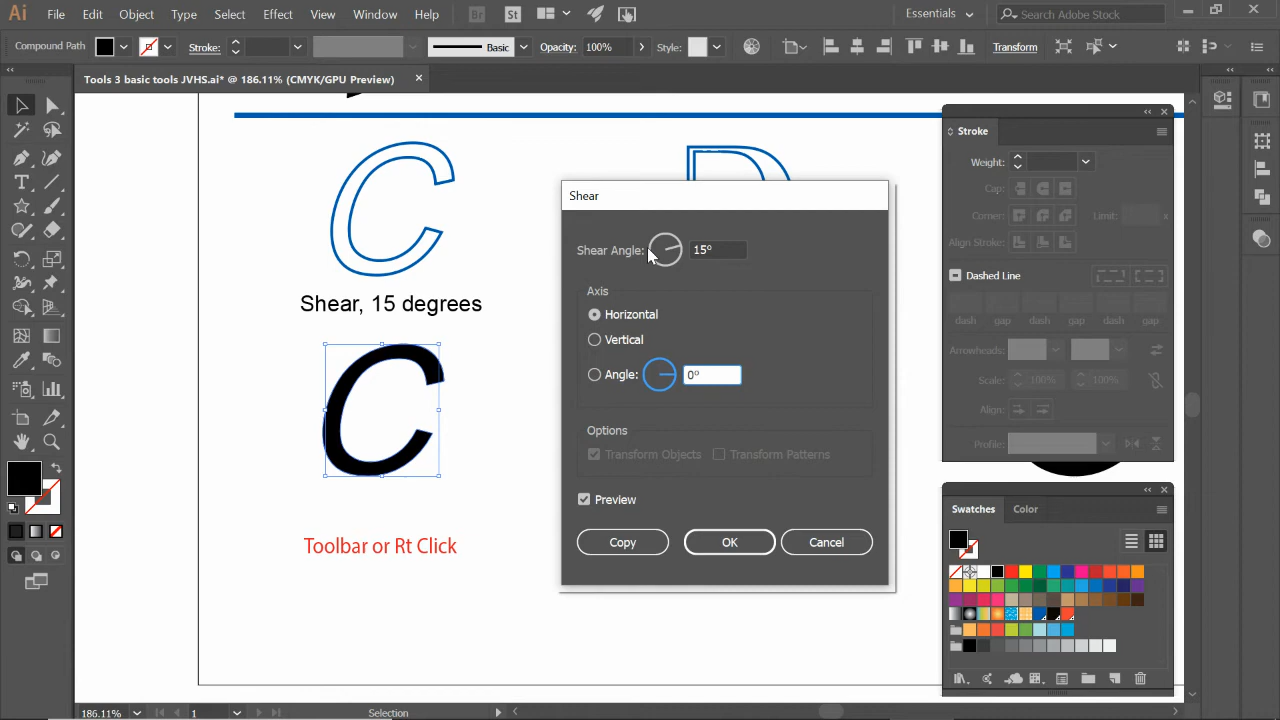 Ai File Edit Object Type Select Effect View Window Help Br St Essentials Search Adobe Stock
Compound Path Stroke: Basic Opacity: 100% Style: Transform
Tools 3 basic tools JVHS.ai* @ 186.11% (CMYK/GPU Preview) ×
C
Shear, 15 degrees
C
Toolbar or Rt Click
Shear
Shear Angle: 15°
Axis
Horizontal
Vertical
Angle: 0°
Options
Transform Objects Transform Patterns
Preview
Copy OK Cancel
Stroke
Weight:
Cap:
Corner: Limit: x
Align Stroke:
Dashed Line
dash gap dash gap dash gap
Arrowheads:
Scale: 100% 100%
Align:
Profile:
Swatches Color
186.11% 1 Selection